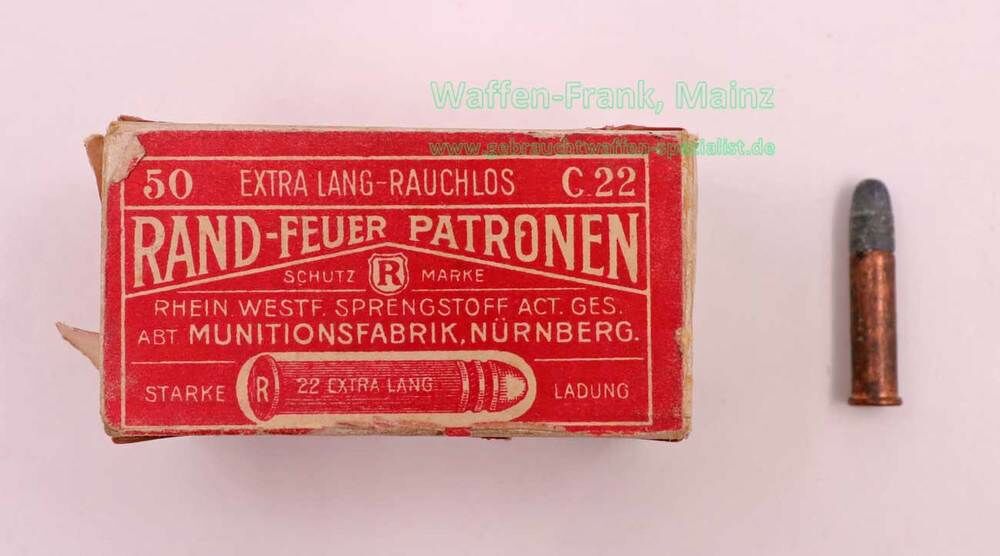 Waffen-Frank, Mainz
www.gebrauchtwaffen-spezialist.de
50 EXTRA LANG-RAUCHLOS C.22
RAND-FEUER PATRONEN
SCHUTZ R MARKE
RHEIN. WESTF. SPRENGSTOFF ACT. GES.
ABT MUNITIONSFABRIK, NÜRNBERG.
STARKE R 22 EXTRA LANG LADUNG